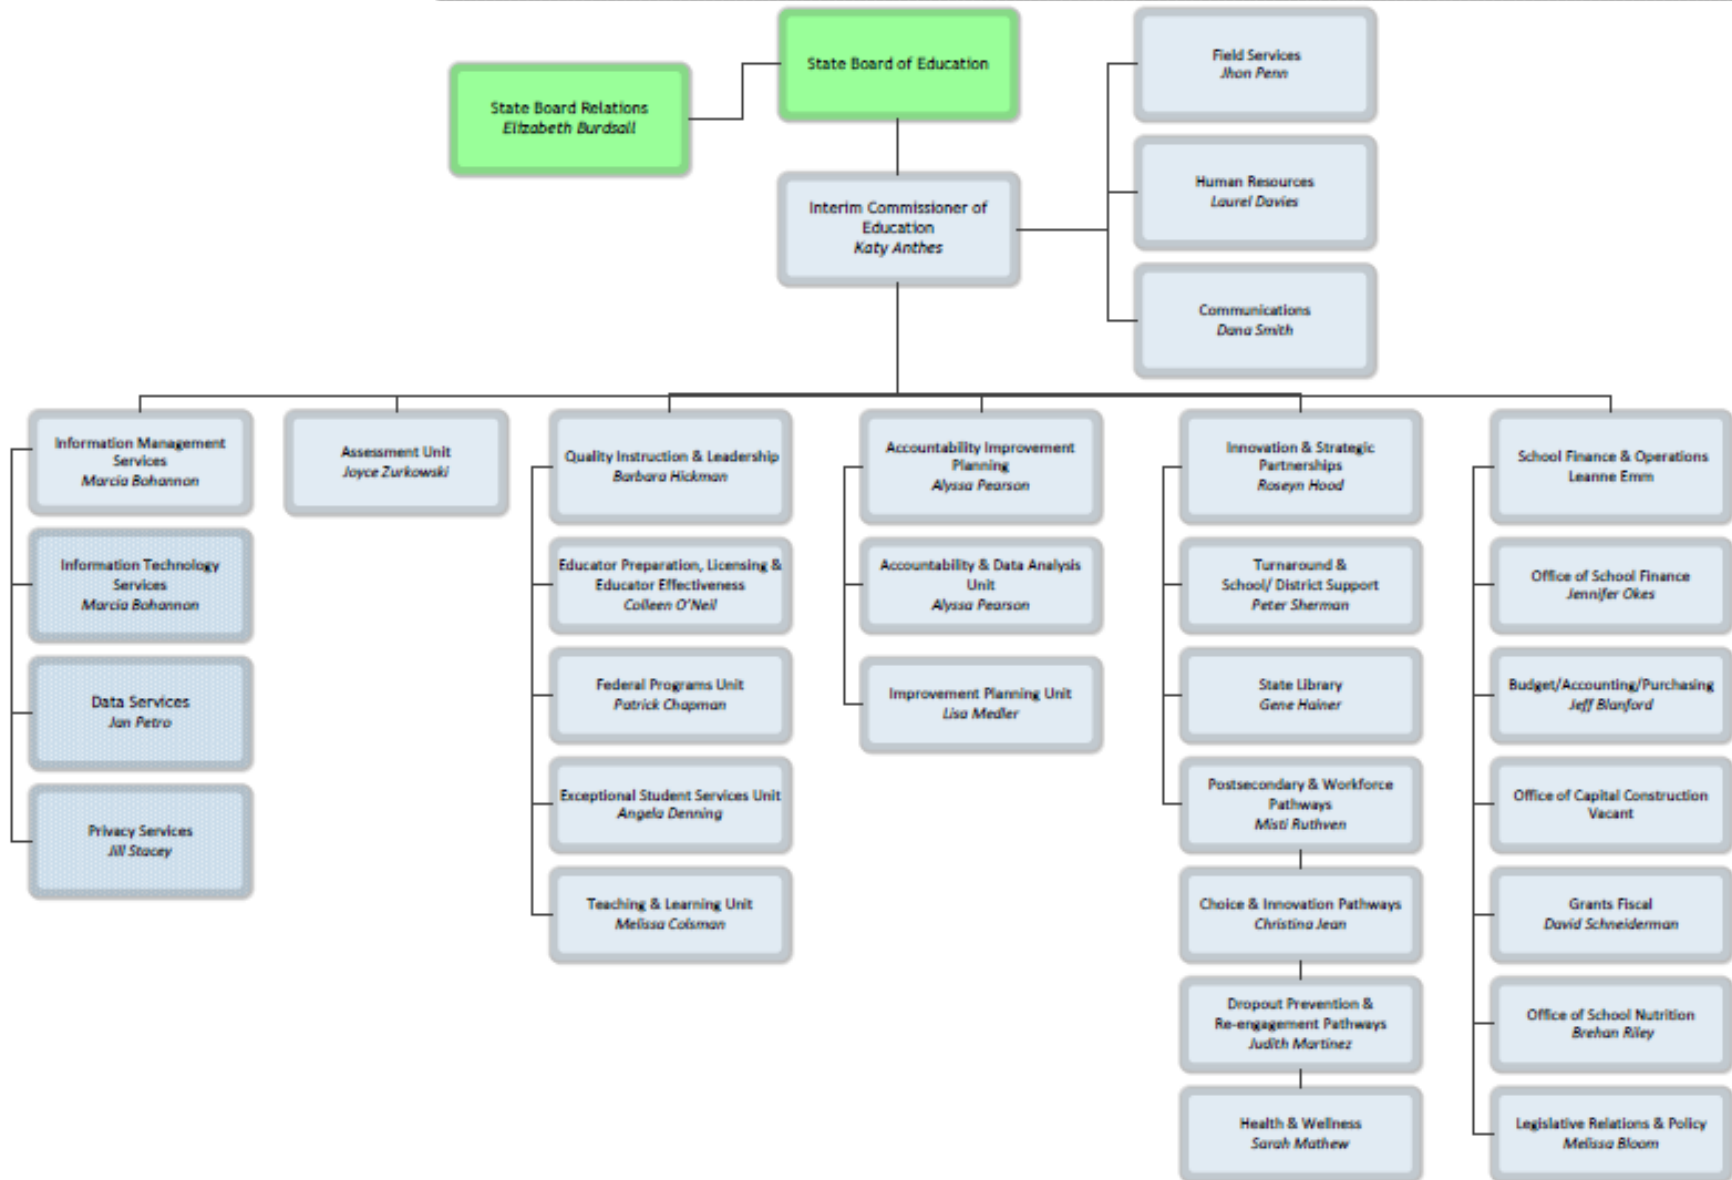 State Board of Education
State Board Relations
Elizabeth Burdsall
Interim Commissioner of
Education
Katy Anthes
Field Services
Jhon Penn
Human Resources
Laurel Davies
Communications
Dana Smith
Information Management
Services
Marcia Bohannon
Information Technology
Services
Marcia Bohannon
Data Services
Jan Petro
Privacy Services
Jill Stacey
Assessment Unit
Joyce Zurkowski
Quality Instruction & Leadership
Barbara Hickman
Educator Preparation, Licensing &
Educator Effectiveness
Colleen O'Neil
Federal Programs Unit
Patrick Chapman
Exceptional Student Services Unit
Angela Denning
Teaching & Learning Unit
Melissa Colsman
Accountability Improvement
Planning
Alyssa Pearson
Accountability & Data Analysis
Unit
Alyssa Pearson
Improvement Planning Unit
Lisa Medler
Innovation & Strategic
Partnerships
Roseyn Hood
Turnaround &
School/ District Support
Peter Sherman
State Library
Gene Hainer
Postsecondary & Workforce
Pathways
Misti Ruthven
Choice & Innovation Pathways
Christina Jean
Dropout Prevention &
Re-engagement Pathways
Judith Martinez
Health & Wellness
Sarah Mathew
School Finance & Operations
Leanne Emm
Office of School Finance
Jennifer Okes
Budget/Accounting/Purchasing
Jeff Blanford
Office of Capital Construction
Vacant
Grants Fiscal
David Schneiderman
Office of School Nutrition
Brehan Riley
Legislative Relations & Policy
Melissa Bloom